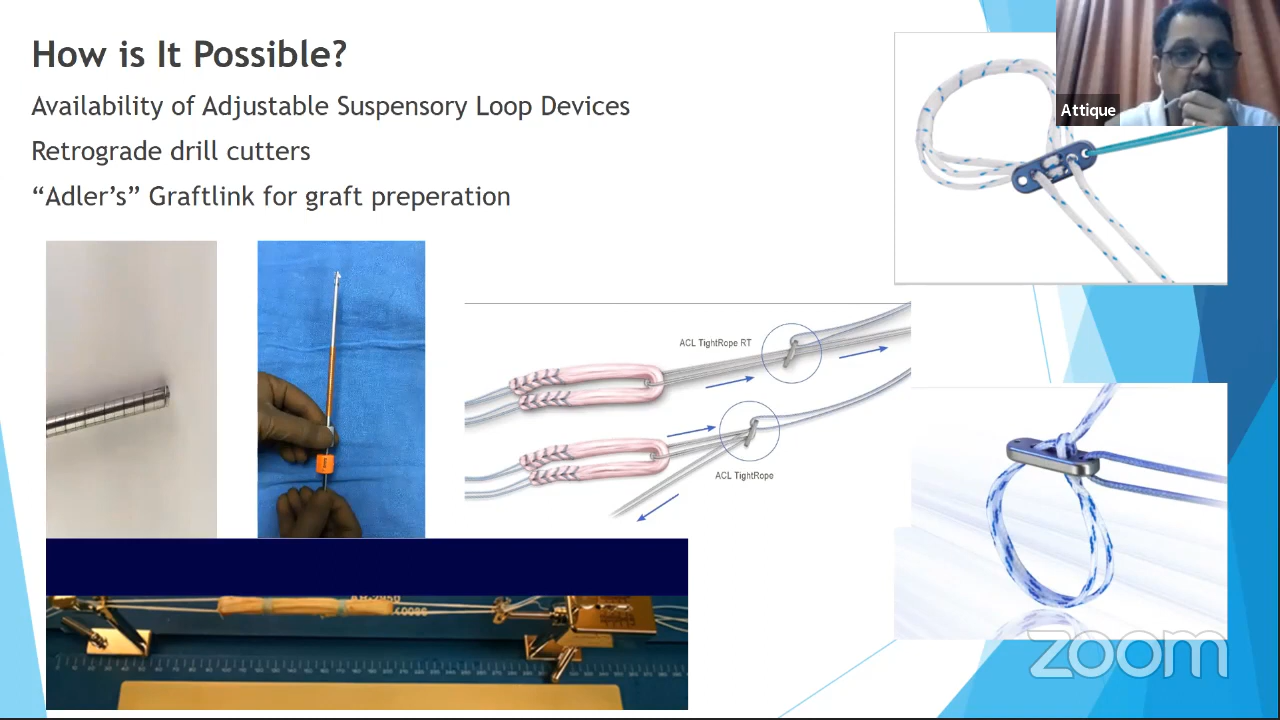 How is It Possible?
Availability of Adjustable Suspensory Loop Devices
Retrograde drill cutters
“Adler’s” Graftlink for graft preperation
Attique
ACL TightRope RT
ACL TightRope
zoom